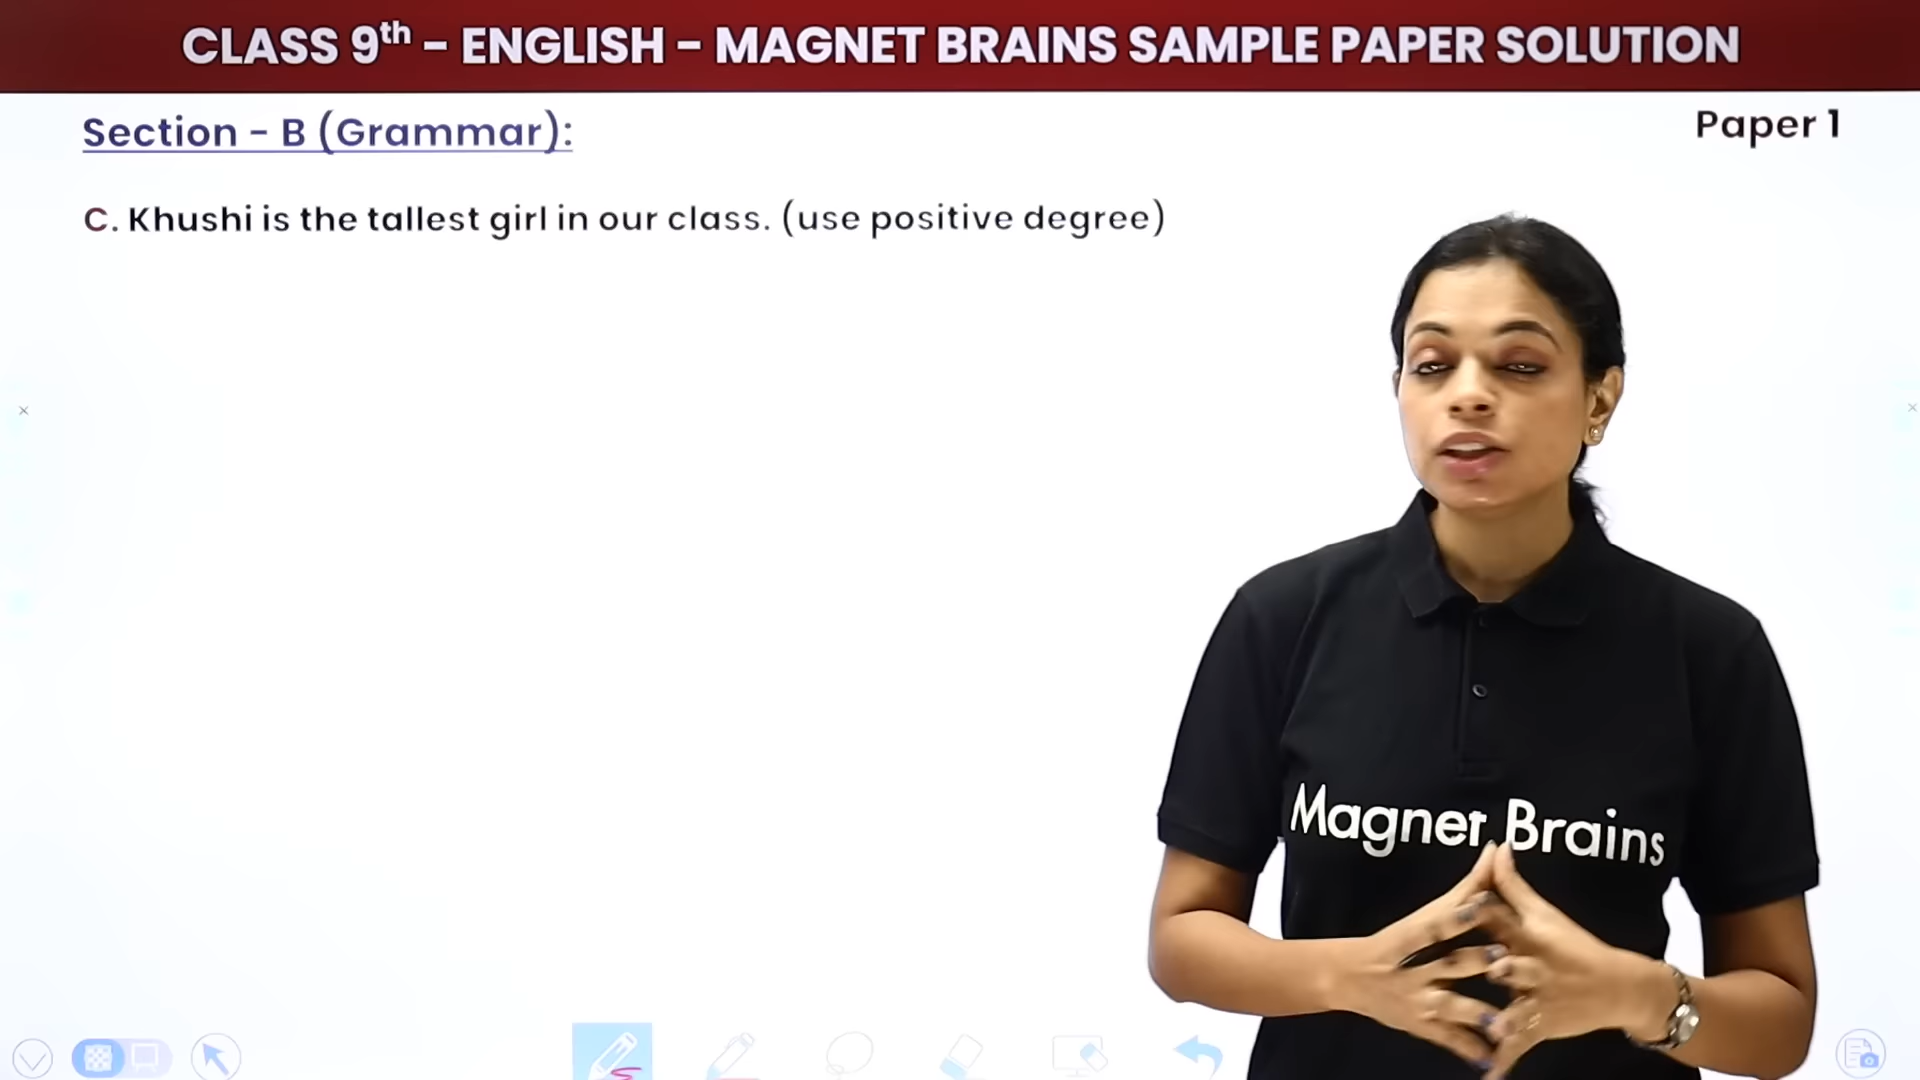 CLASS 9th - ENGLISH - MAGNET BRAINS SAMPLE PAPER SOLUTION
Section - B (Grammar):
Paper 1
C. Khushi is the tallest girl in our class. (use positive degree)
Magnet Brains